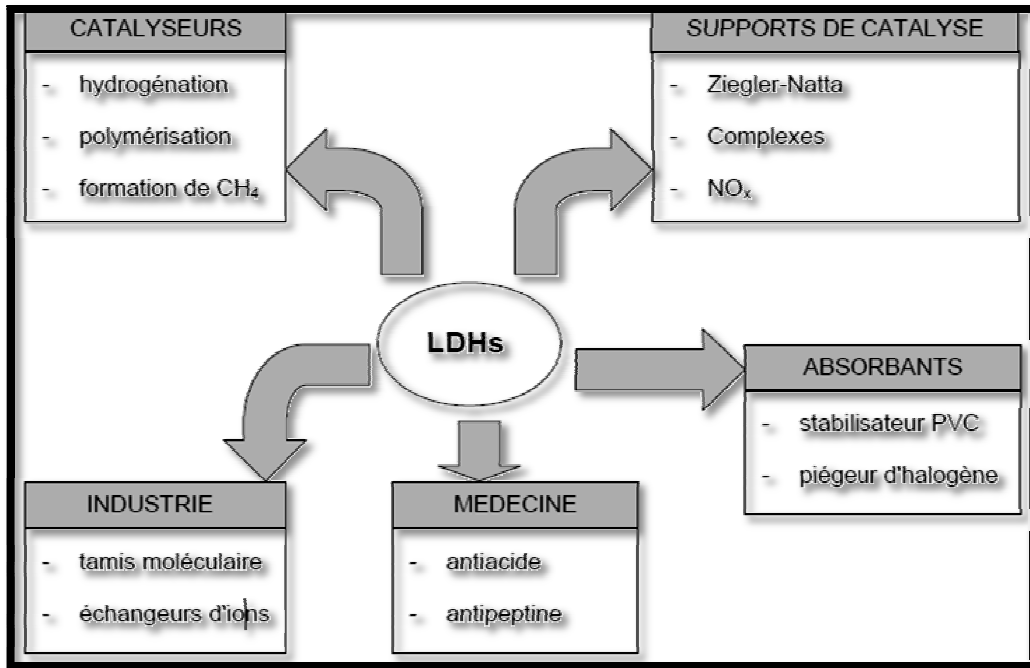 CATALYSEURS
- hydrogénation
- polymérisation
- formation de CH₄
SUPPORTS DE CATALYSE
- Ziegler-Natta
- Complexes
- NOₓ
LDHs
ABSORBANTS
- stabilisateur PVC
- piégeur d'halogène
INDUSTRIE
- tamis moléculaire
- échangeurs d'ions
MEDECINE
- antiacide
- antipeptine